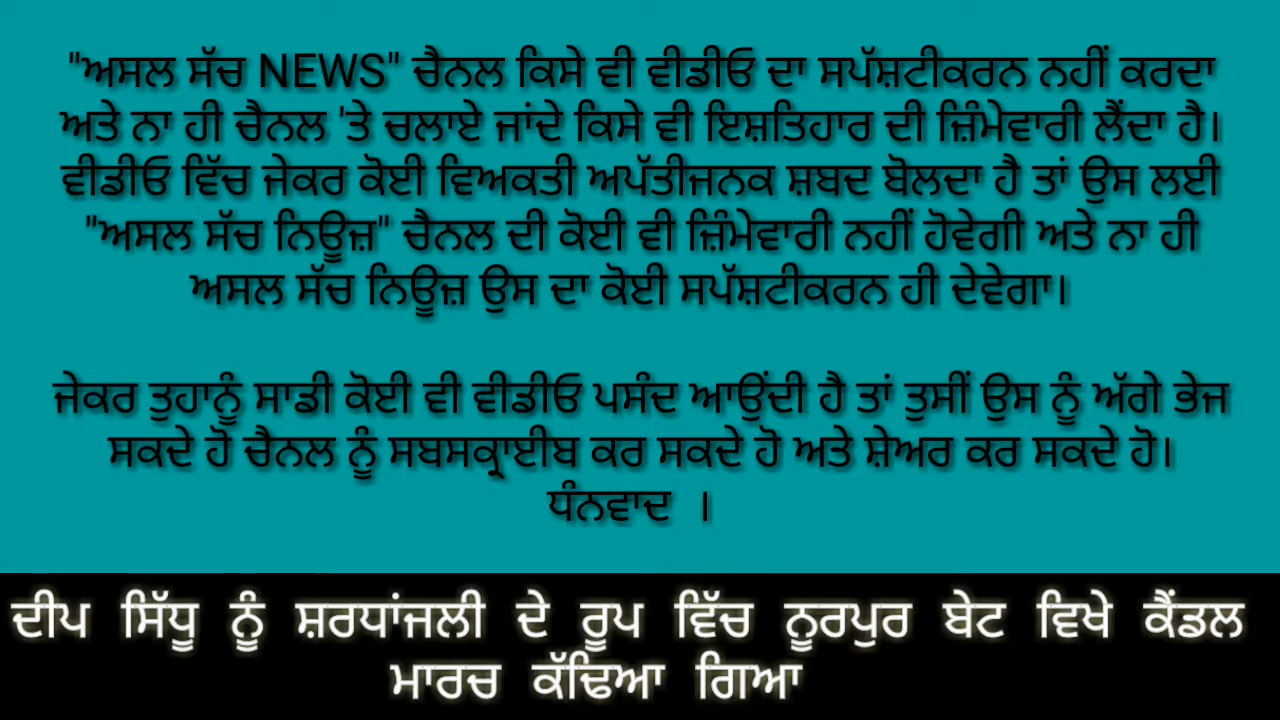 "ਅਸਲ ਸੱਚ NEWS" ਚੈਨਲ ਕਿਸੇ ਵੀ ਵੀਡੀਓ ਦਾ ਸਪੱਸ਼ਟੀਕਰਨ ਨਹੀਂ ਕਰਦਾ
ਅਤੇ ਨਾ ਹੀ ਚੈਨਲ 'ਤੇ ਚਲਾਏ ਜਾਂਦੇ ਕਿਸੇ ਵੀ ਇਸ਼ਤਿਹਾਰ ਦੀ ਜ਼ਿੰਮੇਵਾਰੀ ਲੈਂਦਾ ਹੈ।
ਵੀਡੀਓ ਵਿੱਚ ਜੇਕਰ ਕੋਈ ਵਿਅਕਤੀ ਅਪੱਤੀਜਨਕ ਸ਼ਬਦ ਬੋਲਦਾ ਹੈ ਤਾਂ ਉਸ ਲਈ
"ਅਸਲ ਸੱਚ ਨਿਊਜ਼" ਚੈਨਲ ਦੀ ਕੋਈ ਵੀ ਜ਼ਿੰਮੇਵਾਰੀ ਨਹੀਂ ਹੋਵੇਗੀ ਅਤੇ ਨਾ ਹੀ
ਅਸਲ ਸੱਚ ਨਿਊਜ਼ ਉਸ ਦਾ ਕੋਈ ਸਪੱਸ਼ਟੀਕਰਨ ਹੀ ਦੇਵੇਗਾ।
ਜੇਕਰ ਤੁਹਾਨੂੰ ਸਾਡੀ ਕੋਈ ਵੀ ਵੀਡੀਓ ਪਸੰਦ ਆਉਂਦੀ ਹੈ ਤਾਂ ਤੁਸੀਂ ਉਸ ਨੂੰ ਅੱਗੇ ਭੇਜ
ਸਕਦੇ ਹੋ ਚੈਨਲ ਨੂੰ ਸਬਸਕ੍ਰਾਈਬ ਕਰ ਸਕਦੇ ਹੋ ਅਤੇ ਸ਼ੇਅਰ ਕਰ ਸਕਦੇ ਹੋ।
ਧੰਨਵਾਦ ।
ਦੀਪ ਸਿੱਧੂ ਨੂੰ ਸ਼ਰਧਾਂਜਲੀ ਦੇ ਰੂਪ ਵਿੱਚ ਨੂਰਪੁਰ ਬੇਟ ਵਿਖੇ ਕੈਂਡਲ
ਮਾਰਚ ਕੱਢਿਆ ਗਿਆ